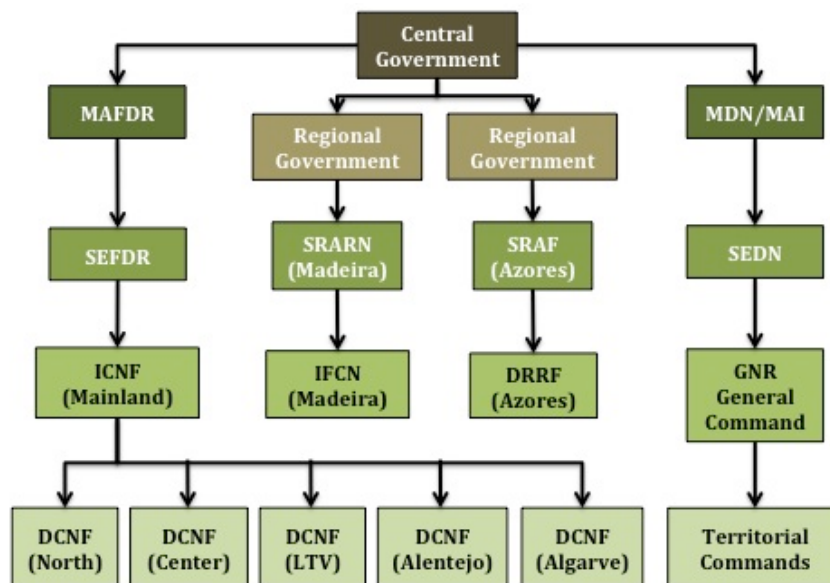 Central
Government
MAFDR
Regional
Government
Regional
Government
MDN/MAI
SEFDR
SRARN
(Madeira)
SRAF
(Azores)
SEDN
ICNF
(Mainland)
IFCN
(Madeira)
DRRF
(Azores)
GNR
General
Command
DCNF
(North)
DCNF
(Center)
DCNF
(LTV)
DCNF
(Alentejo)
DCNF
(Algarve)
Territorial
Commands